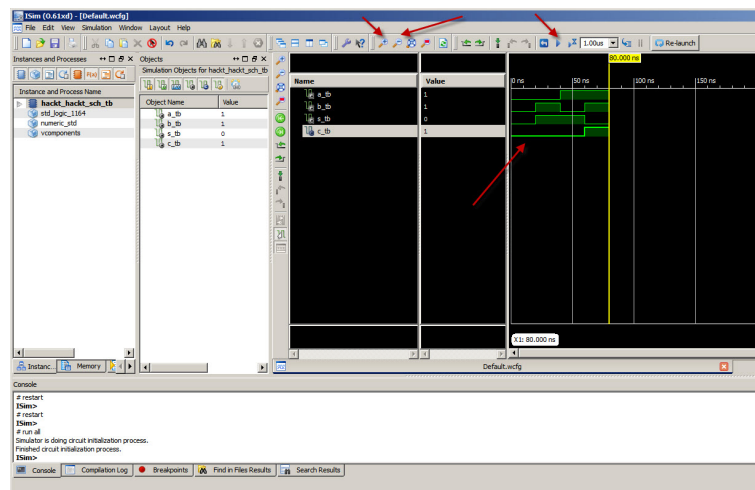 ISim (0.61xd) - [Default.wcfg]
File Edit View Simulation Window Layout Help
1.00us
Re-launch
Instances and Processes
Objects
Simulation Objects for hackt_hackt_sch_tb
Instance and Process Name
hackt_hackt_sch_tb
std_logic_1164
numeric_std
vcomponents
Object Name Value
a_tb 1
b_tb 1
s_tb 0
c_tb 1
Name Value
a_tb 1
b_tb 1
s_tb 0
c_tb 1
80.000 ns
0 ns 50 ns 100 ns 150 ns
X1: 80.000 ns
Instanc... Memory
Default.wcfg
Console
# restart
ISim>
# restart
ISim>
# run all
Simulator is doing circuit initialization process.
Finished circuit initialization process.
ISim>
Console Compilation Log Breakpoints Find in Files Results Search Results